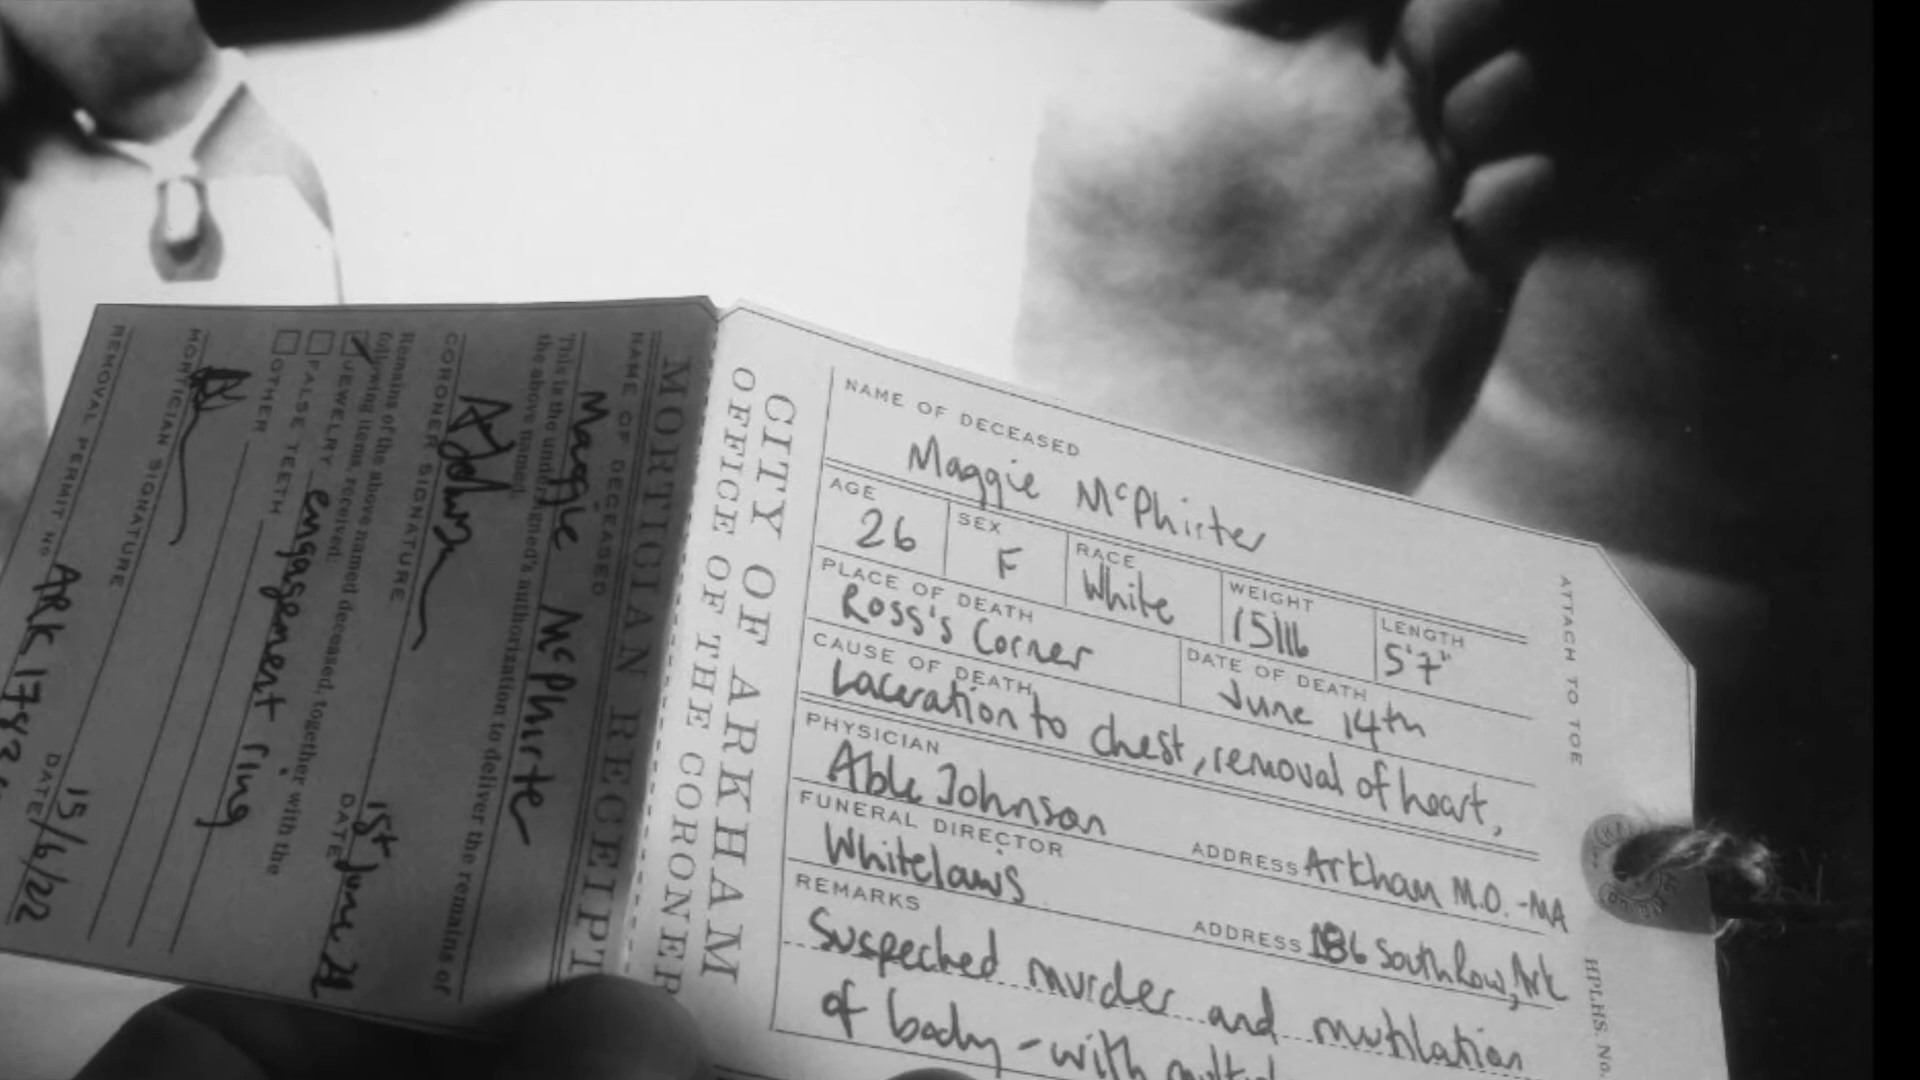 NAME OF DECEASED
Maggie McPhirter
AGE
26
SEX
F
RACE
White
WEIGHT
151lb
LENGTH
5'7"
PLACE OF DEATH
Ross's Corner
DATE OF DEATH
June 14th
CAUSE OF DEATH
Laceration to chest, removal of heart,
PHYSICIAN
Able Johnson
ADDRESS Arkham M.O.-MA
FUNERAL DIRECTOR
Whitelaws
ADDRESS 186 South Row, Ark
REMARKS
Suspected murder and mutilation
of body - with
CITY OF ARKHAM
OFFICE OF THE CORONER
ATTACH TO TOE
HPLHS No.
MORTICIAN RECEIPT
NAME OF DECEASED
Maggie McPhirte
This is the undersigned's authorization to deliver the remains of
the above named.
CORONER SIGNATURE
DATE
15th June
Remains of the above named deceased, together with the
following items, received.
JEWELRY engagement ring
FALSE TEETH
OTHER
MORTICIAN SIGNATURE
REMOVAL PERMIT No ARK 1782
DATE 15/6/22